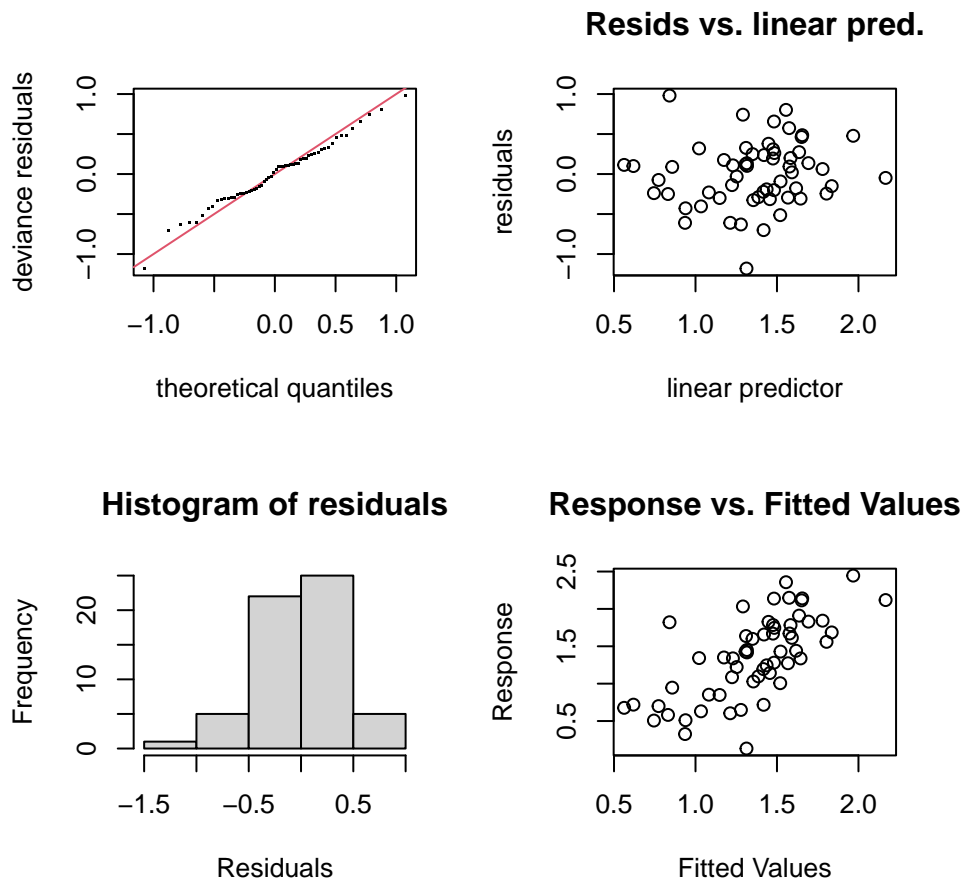 deviance residuals
1.0
0.0
−1.0
−1.0
0.0
0.5
1.0
theoretical quantiles
Resids vs. linear pred.
residuals
1.0
0.0
−1.0
0.5
1.0
1.5
2.0
linear predictor
Histogram of residuals
Frequency
20
10
0
−1.5
−0.5
0.5
Residuals
Response vs. Fitted Values
Response
2.5
1.5
0.5
0.5
1.0
1.5
2.0
Fitted Values